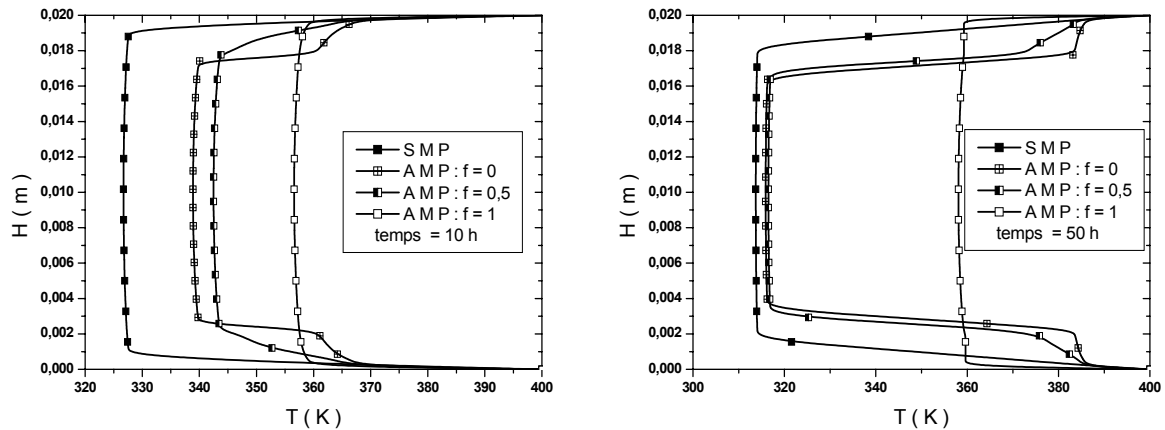 0,020
0,018
0,016
0,014
0,012
0,010
0,008
0,006
0,004
0,002
0,000
H ( m )
320 330 340 350 360 370 380 390 400
T ( K )
S M P
A M P : f = 0
A M P : f = 0,5
A M P : f = 1
temps = 10 h
0,020
0,018
0,016
0,014
0,012
0,010
0,008
0,006
0,004
0,002
0,000
H ( m )
300 320 340 360 380 400
T ( K )
S M P
A M P : f = 0
A M P : f = 0,5
A M P : f = 1
temps = 50 h